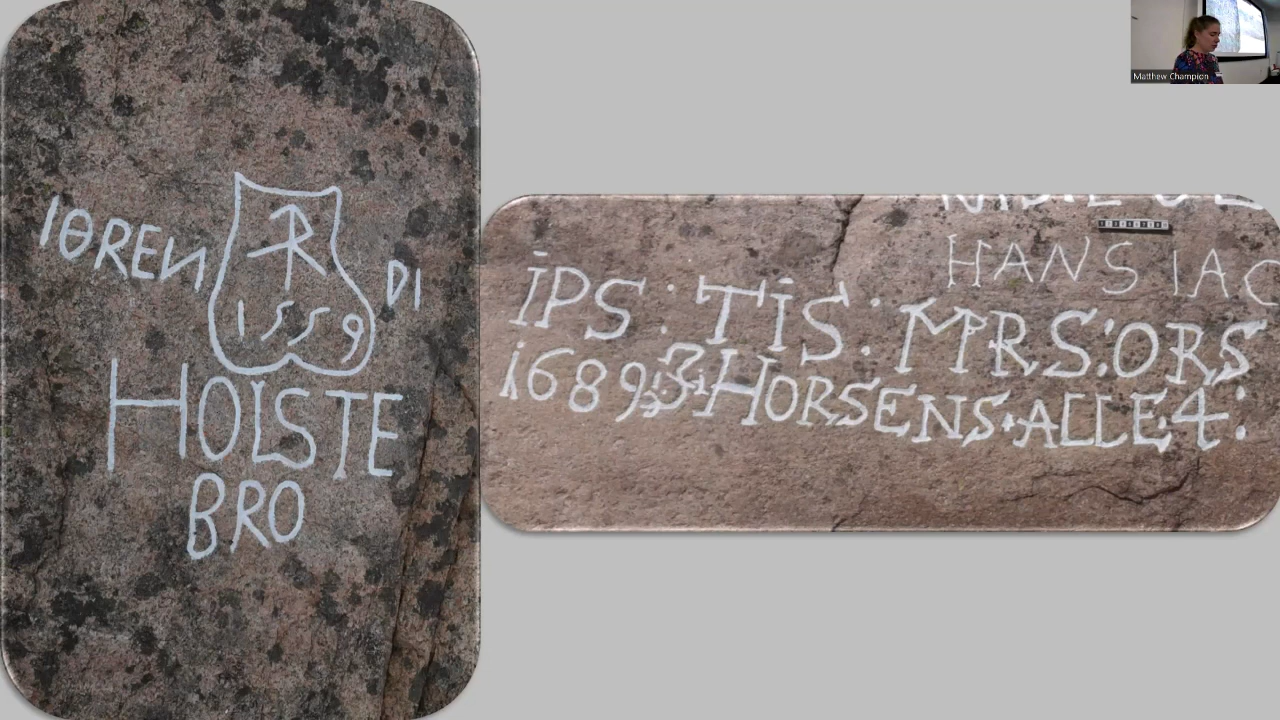 IØREN DI
1559
HOLSTE
BRO
HANS IAC
IPS : TIS : MRS : ORS
1689 : 3 : HORSENS · ALLE 4 :
Matthew Champion